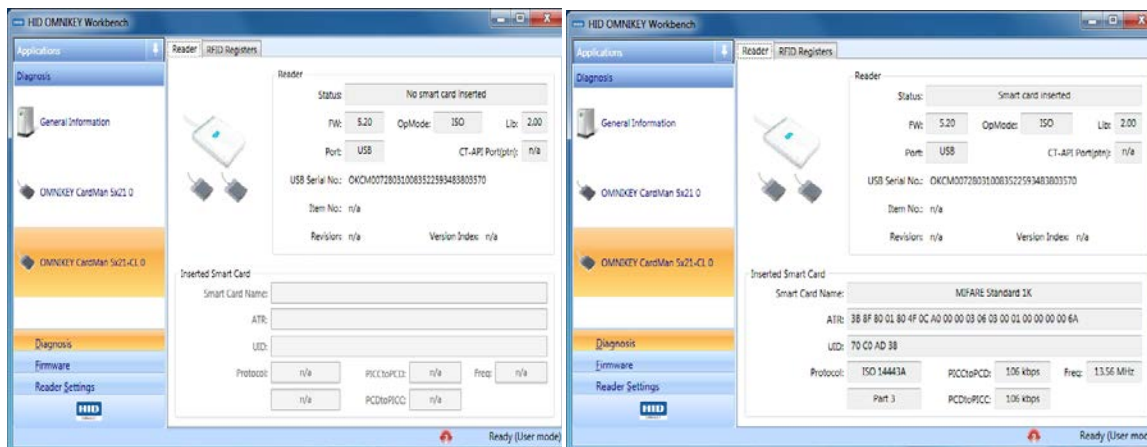 HID OMNIKEY Workbench
Applications
Reader RFID Registers
Diagnosis
Reader
Status: No smart card inserted
General Information
FW: 5.20 OpMode: ISO Lib: 2.00
Port: USB CT-API Port(ptn): n/a
OMNIKEY CardMan 5x21 0
USB Serial No.: OKCM007280310083522593483803570
Item No.: n/a
Revision: n/a Version Index: n/a
OMNIKEY CardMan 5x21-CL 0
Inserted Smart Card
Smart Card Name:
ATR:
UID:
Diagnosis
Firmware
Protocol: n/a PICCtoPCD: n/a Freq: n/a
Reader Settings
n/a PCDtoPICC: n/a
HID
Ready (User mode)
HID OMNIKEY Workbench
Applications
Reader RFID Registers
Diagnosis
Reader
Status: Smart card inserted
General Information
FW: 5.20 OpMode: ISO Lib: 2.00
Port: USB CT-API Port(ptn): n/a
OMNIKEY CardMan 5x21 0
USB Serial No.: OKCM007280310083522593483803570
Item No.: n/a
Revision: n/a Version Index: n/a
OMNIKEY CardMan 5x21-CL 0
Inserted Smart Card
Smart Card Name: MIFARE Standard 1K
ATR: 3B 8F 80 01 80 4F 0C A0 00 00 03 06 03 00 01 00 00 00 00 6A
UID: 70 C0 AD 38
Diagnosis
Firmware
Protocol: ISO 14443A PICCtoPCD: 106 kbps Freq: 13.56 MHz
Reader Settings
Part 3 PCDtoPICC: 106 kbps
HID
Ready (User mod